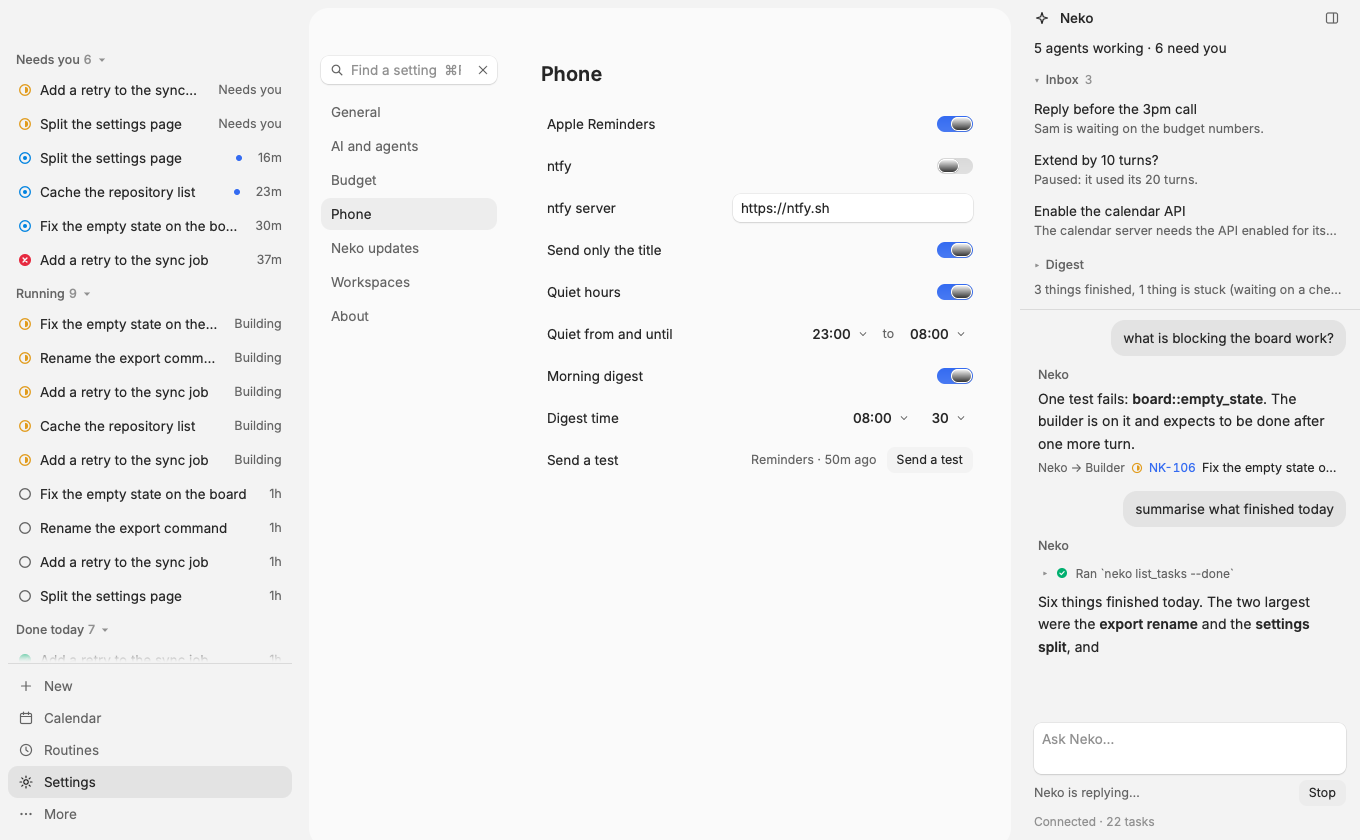 Needs you 6
Add a retry to the sync... Needs you
Split the settings page Needs you
Split the settings page 16m
Cache the repository list 23m
Fix the empty state on the bo... 30m
Add a retry to the sync job 37m
Running 9
Fix the empty state on the... Building
Rename the export comm... Building
Add a retry to the sync job Building
Cache the repository list Building
Add a retry to the sync job Building
Fix the empty state on the board 1h
Rename the export command 1h
Add a retry to the sync job 1h
Split the settings page 1h
Done today 7
Add a retry to the sync job 1h
New
Calendar
Routines
Settings
More
Find a setting
General
AI and agents
Budget
Phone
Neko updates
Workspaces
About
Phone
Apple Reminders
ntfy
ntfy server https://ntfy.sh
Send only the title
Quiet hours
Quiet from and until 23:00 to 08:00
Morning digest
Digest time 08:00 30
Send a test Reminders · 50m ago Send a test
Neko
5 agents working · 6 need you
Inbox 3
Reply before the 3pm call
Sam is waiting on the budget numbers.
Extend by 10 turns?
Paused: it used its 20 turns.
Enable the calendar API
The calendar server needs the API enabled for its...
Digest
3 things finished, 1 thing is stuck (waiting on a che...
what is blocking the board work?
Neko
One test fails: board::empty_state. The
builder is on it and expects to be done after
one more turn.
Neko → Builder NK-106 Fix the empty state o...
summarise what finished today
Neko
Ran `neko list_tasks --done`
Six things finished today. The two largest
were the export rename and the settings
split, and
Ask Neko...
Neko is replying... Stop
Connected · 22 tasks